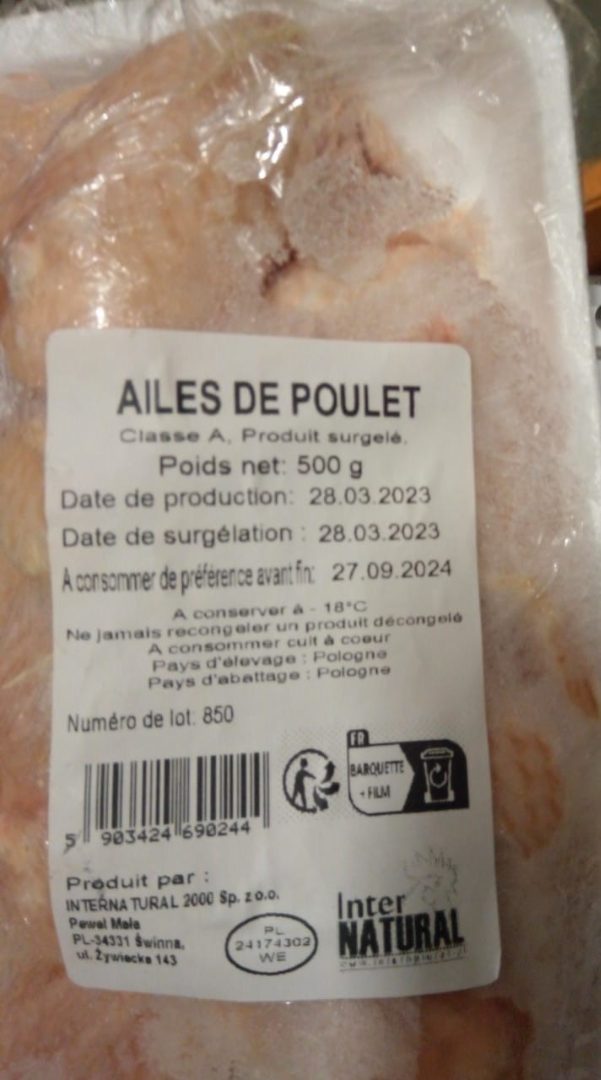 AILES DE POULET
Classe A, Produit surgelé.
Poids net: 500 g
Date de production: 28.03.2023
Date de surgélation : 28.03.2023
A consommer de préférence avant fin: 27.09.2024
A conserver à - 18°C
Ne jamais recongeler un produit décongelé
A consommer cuit à coeur
Pays d'élevage : Pologne
Pays d'abattage : Pologne
Numéro de lot: 850
FR
BARQUETTE
+ FILM
5 903424 690244
Produit par :
INTERNATURAL 2000 Sp. z o.o.
Paweł Mała
PL-34331 Świnna,
ul. Żywiecka 143
PL
24174303
WE
Inter
NATURAL